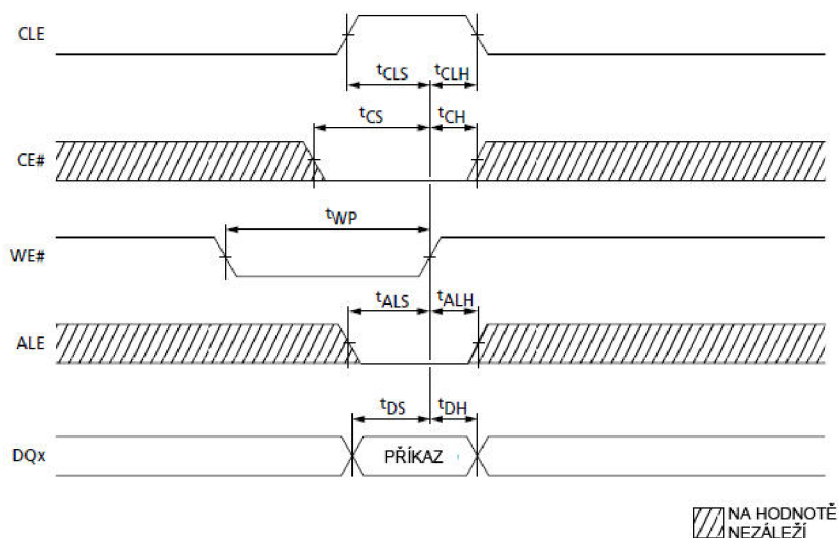 CLE
tCLS tCLH
tCS tCH
CE#
tWP
WE#
tALS tALH
ALE
tDS tDH
DQx PŘÍKAZ
NA HODNOTĚ
NEZÁLEŽÍ